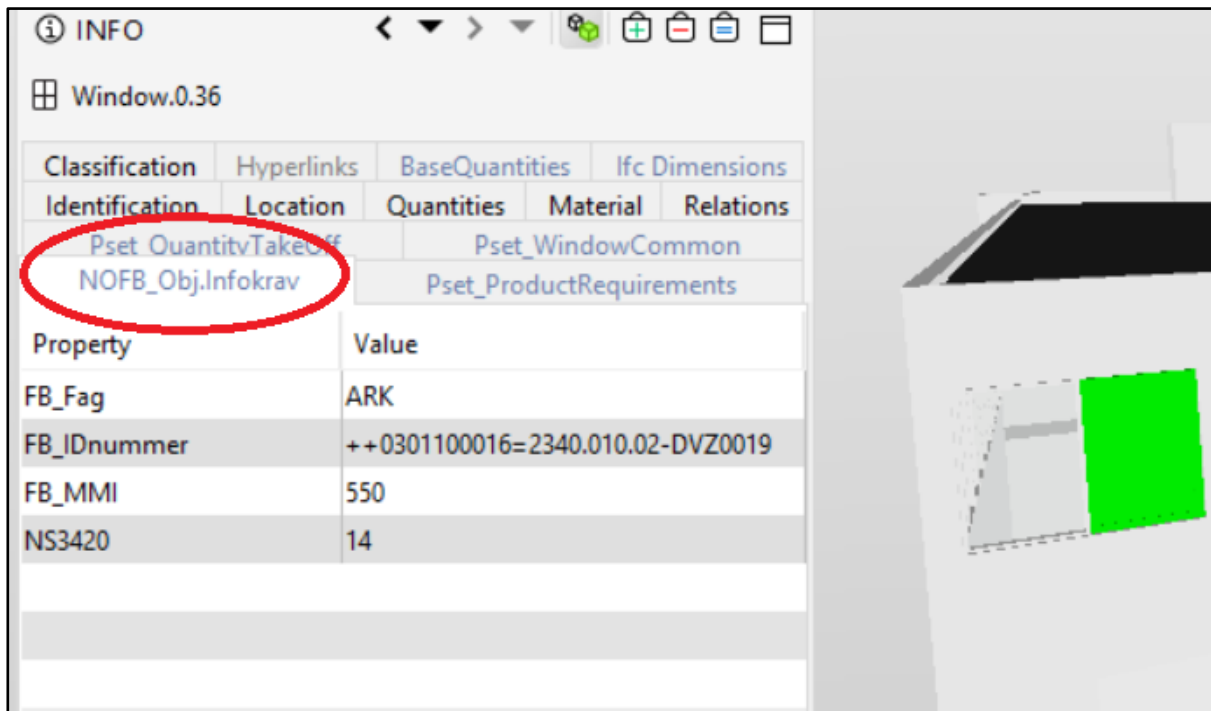 INFO
Window.0.36
Classification Hyperlinks BaseQuantities Ifc Dimensions
Identification Location Quantities Material Relations
Pset_QuantityTakeOff Pset_WindowCommon
NOFB_Obj.Infokrav Pset_ProductRequirements
Property Value
FB_Fag ARK
FB_IDnummer ++0301100016=2340.010.02-DVZ0019
FB_MMI 550
NS3420 14